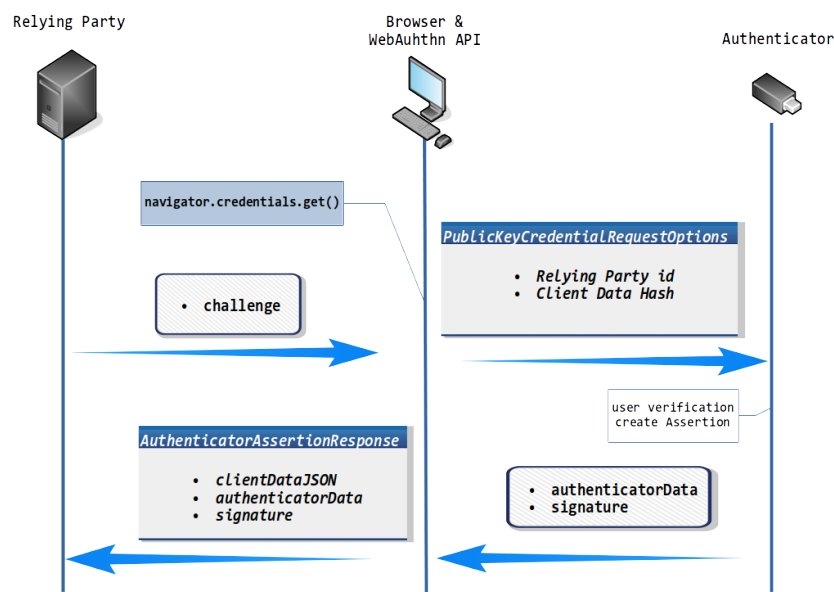 Relying Party
Browser &
WebAuhthn API
Authenticator
navigator.credentials.get()
PublicKeyCredentialRequestOptions
• Relying Party id
• Client Data Hash
• challenge
user verification
create Assertion
AuthenticatorAssertionResponse
• clientDataJSON
• authenticatorData
• signature
• authenticatorData
• signature